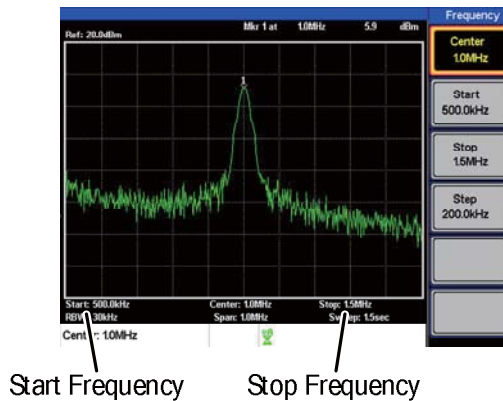 Frequency
Ref: 20.0dBm
Mkr 1 at 1.0MHz 5.9 dBm
1
Center
1.0MHz
Start
500.0kHz
Stop
1.5MHz
Step
200.0kHz
Start: 500.0kHz Center: 1.0MHz Stop: 1.5MHz
RBW: 30kHz Span: 1.0MHz Sweep: 1.5sec
Center: 1.0MHz
Start Frequency Stop Frequency